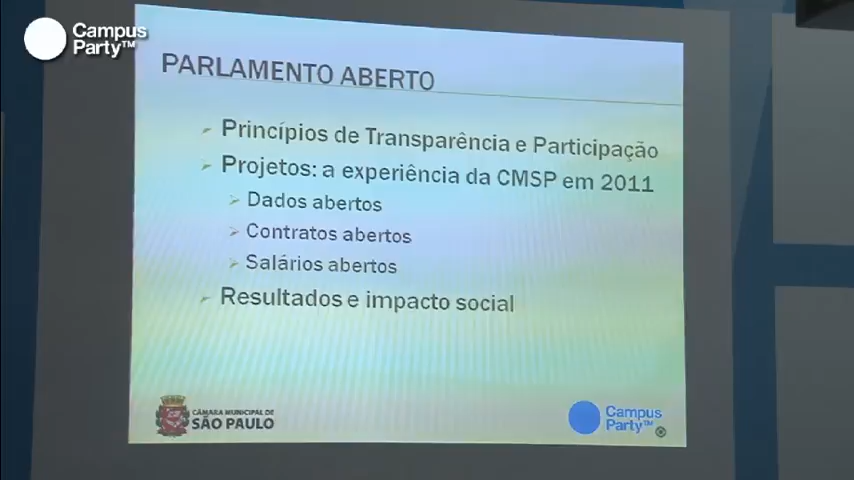 Campus
Party™
PARLAMENTO ABERTO
Princípios de Transparência e Participação
Projetos: a experiência da CMSP em 2011
Dados abertos
Contratos abertos
Salários abertos
Resultados e impacto social
CÂMARA MUNICIPAL DE
SÃO PAULO
Campus
Party™